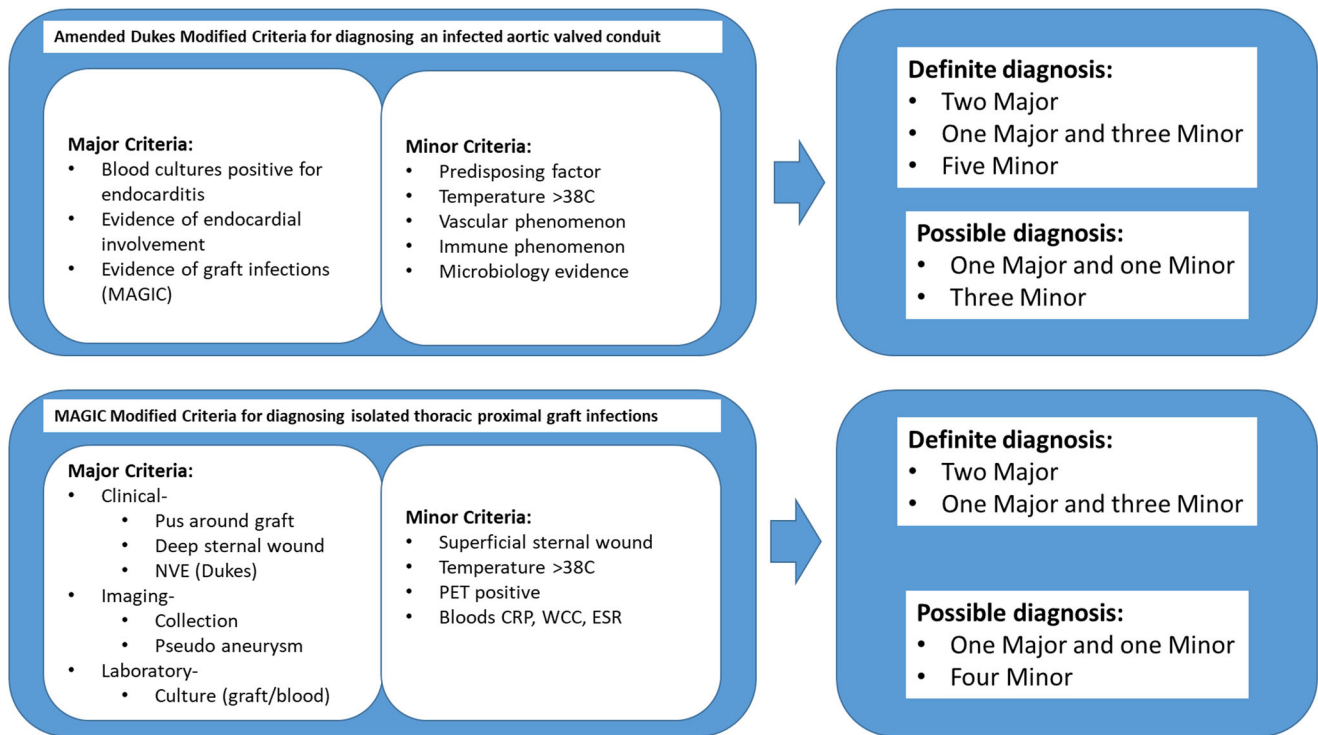 Amended Dukes Modified Criteria for diagnosing an infected aortic valved conduit
Major Criteria:
• Blood cultures positive for
endocarditis
• Evidence of endocardial
involvement
• Evidence of graft infections
(MAGIC)
Minor Criteria:
• Predisposing factor
• Temperature >38C
• Vascular phenomenon
• Immune phenomenon
• Microbiology evidence
Definite diagnosis:
• Two Major
• One Major and three Minor
• Five Minor
Possible diagnosis:
• One Major and one Minor
• Three Minor
MAGIC Modified Criteria for diagnosing isolated thoracic proximal graft infections
Major Criteria:
• Clinical-
• Pus around graft
• Deep sternal wound
• NVE (Dukes)
• Imaging-
• Collection
• Pseudo aneurysm
• Laboratory-
• Culture (graft/blood)
Minor Criteria:
• Superficial sternal wound
• Temperature >38C
• PET positive
• Bloods CRP, WCC, ESR
Definite diagnosis:
• Two Major
• One Major and three Minor
Possible diagnosis:
• One Major and one Minor
• Four Minor